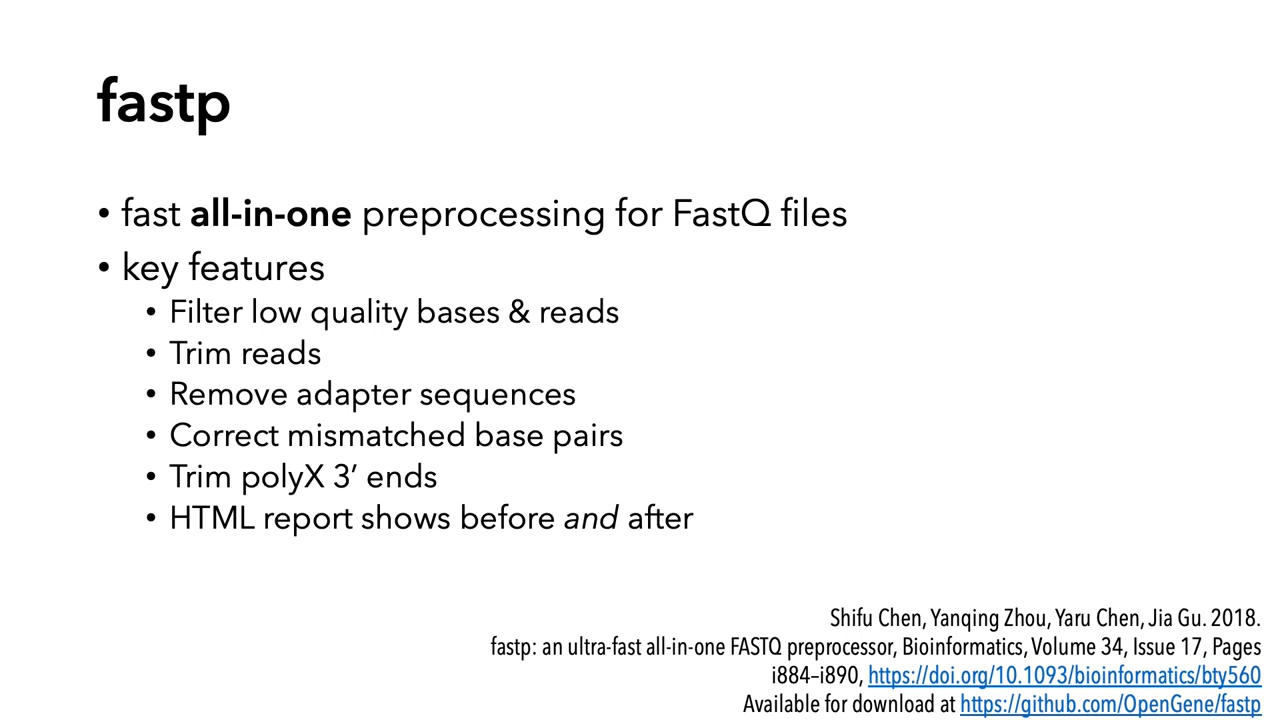 fastp
• fast all-in-one preprocessing for FastQ files
• key features
• Filter low quality bases & reads
• Trim reads
• Remove adapter sequences
• Correct mismatched base pairs
• Trim polyX 3’ ends
• HTML report shows before and after
Shifu Chen, Yanqing Zhou, Yaru Chen, Jia Gu. 2018.
fastp: an ultra-fast all-in-one FASTQ preprocessor, Bioinformatics, Volume 34, Issue 17, Pages
i884–i890, https://doi.org/10.1093/bioinformatics/bty560
Available for download at https://github.com/OpenGene/fastp